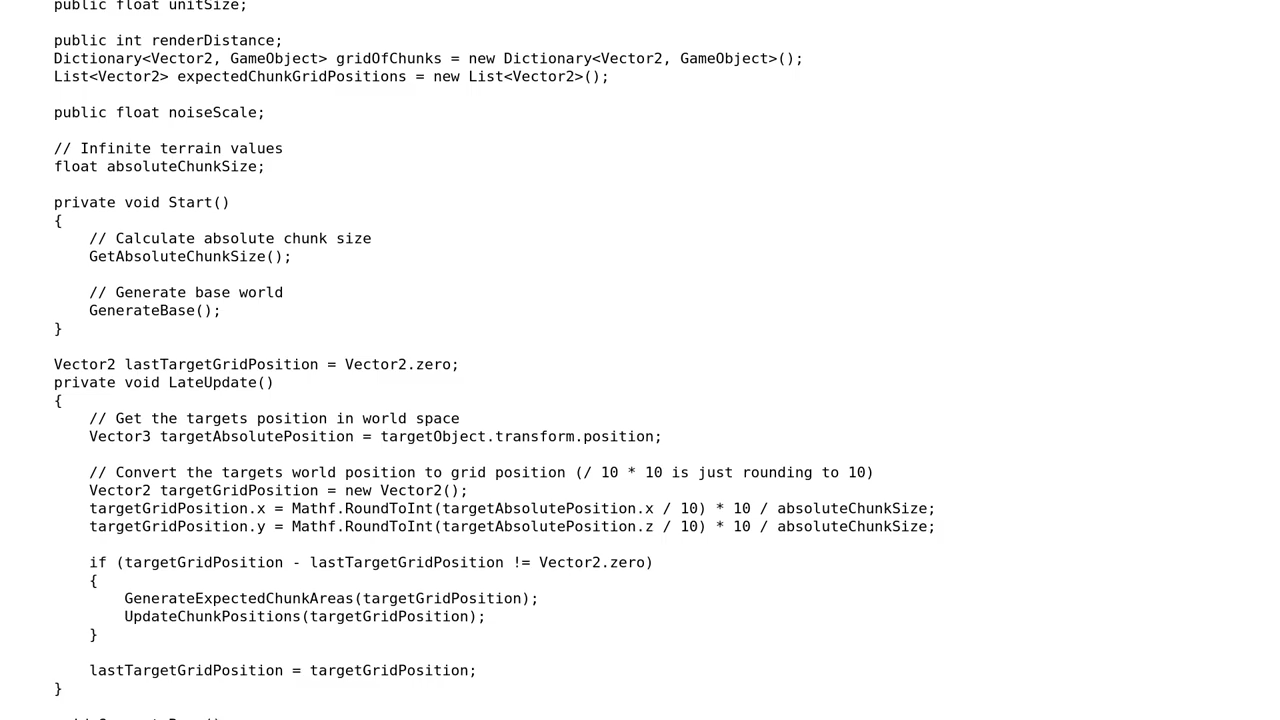 public float unitSize;
public int renderDistance;
Dictionary<Vector2, GameObject> gridOfChunks = new Dictionary<Vector2, GameObject>();
List<Vector2> expectedChunkGridPositions = new List<Vector2>();
public float noiseScale;
// Infinite terrain values
float absoluteChunkSize;
private void Start()
{
// Calculate absolute chunk size
GetAbsoluteChunkSize();
// Generate base world
GenerateBase();
}
Vector2 lastTargetGridPosition = Vector2.zero;
private void LateUpdate()
{
// Get the targets position in world space
Vector3 targetAbsolutePosition = targetObject.transform.position;
// Convert the targets world position to grid position (/ 10 * 10 is just rounding to 10)
Vector2 targetGridPosition = new Vector2();
targetGridPosition.x = Mathf.RoundToInt(targetAbsolutePosition.x / 10) * 10 / absoluteChunkSize;
targetGridPosition.y = Mathf.RoundToInt(targetAbsolutePosition.z / 10) * 10 / absoluteChunkSize;
if (targetGridPosition - lastTargetGridPosition != Vector2.zero)
{
GenerateExpectedChunkAreas(targetGridPosition);
UpdateChunkPositions(targetGridPosition);
}
lastTargetGridPosition = targetGridPosition;
}